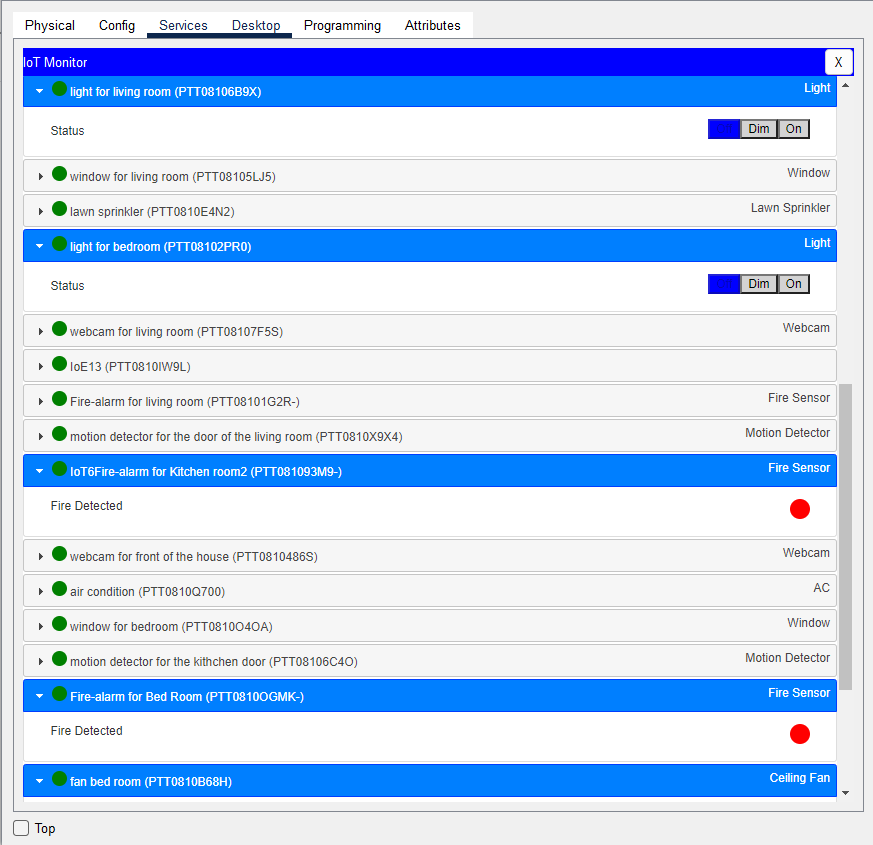 Physical Config Services Desktop Programming Attributes
IoT Monitor X
light for living room (PTT08106B9X) Light
Status Dim On
window for living room (PTT08105LJ5) Window
lawn sprinkler (PTT0810E4N2) Lawn Sprinkler
light for bedroom (PTT08102PR0) Light
Status Dim On
webcam for living room (PTT08107F5S) Webcam
IoE13 (PTT0810IW9L)
Fire-alarm for living room (PTT08101G2R-) Fire Sensor
motion detector for the door of the living room (PTT0810X9X4) Motion Detector
IoT6Fire-alarm for Kitchen room2 (PTT081093M9-) Fire Sensor
Fire Detected
webcam for front of the house (PTT0810486S) Webcam
air condition (PTT0810Q700) AC
window for bedroom (PTT0810O4OA) Window
motion detector for the kithchen door (PTT08106C4O) Motion Detector
Fire-alarm for Bed Room (PTT0810OGMK-) Fire Sensor
Fire Detected
fan bed room (PTT0810B68H) Ceiling Fan
Top